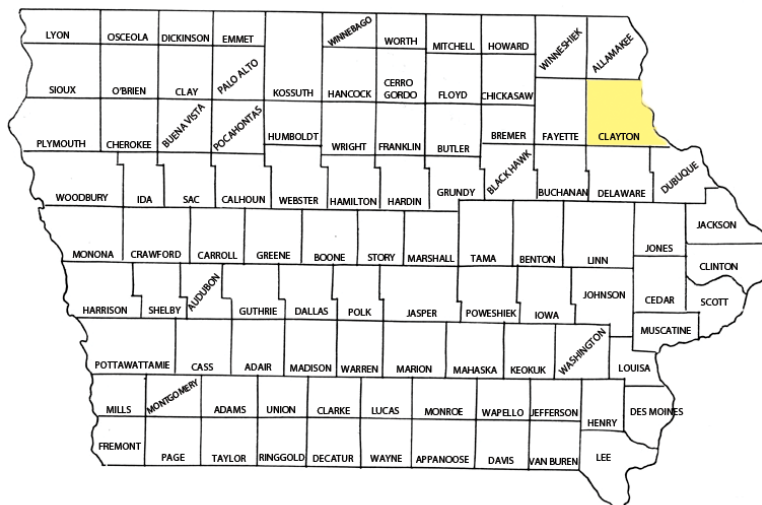 LYON
OSCEOLA
DICKINSON
EMMET
WINNEBAGO
WORTH
MITCHELL
HOWARD
WINNESHIEK
ALLAMAKEE
SIOUX
O'BRIEN
CLAY
PALO ALTO
KOSSUTH
HANCOCK
CERRO
GORDO
FLOYD
CHICKASAW
PLYMOUTH
CHEROKEE
BUENA VISTA
POCAHONTAS
HUMBOLDT
WRIGHT
FRANKLIN
BUTLER
BREMER
FAYETTE
CLAYTON
WOODBURY
IDA
SAC
CALHOUN
WEBSTER
HAMILTON
HARDIN
GRUNDY
BLACK HAWK
BUCHANAN
DELAWARE
DUBUQUE
MONONA
CRAWFORD
CARROLL
GREENE
BOONE
STORY
MARSHALL
TAMA
BENTON
LINN
JONES
JACKSON
CLINTON
HARRISON
SHELBY
AUDUBON
GUTHRIE
DALLAS
POLK
JASPER
POWESHIEK
IOWA
JOHNSON
CEDAR
SCOTT
MUSCATINE
POTTAWATTAMIE
CASS
ADAIR
MADISON
WARREN
MARION
MAHASKA
KEOKUK
WASHINGTON
LOUISA
MILLS
MONTGOMERY
ADAMS
UNION
CLARKE
LUCAS
MONROE
WAPELLO
JEFFERSON
HENRY
DES MOINES
FREMONT
PAGE
TAYLOR
RINGGOLD
DECATUR
WAYNE
APPANOOSE
DAVIS
VAN BUREN
LEE